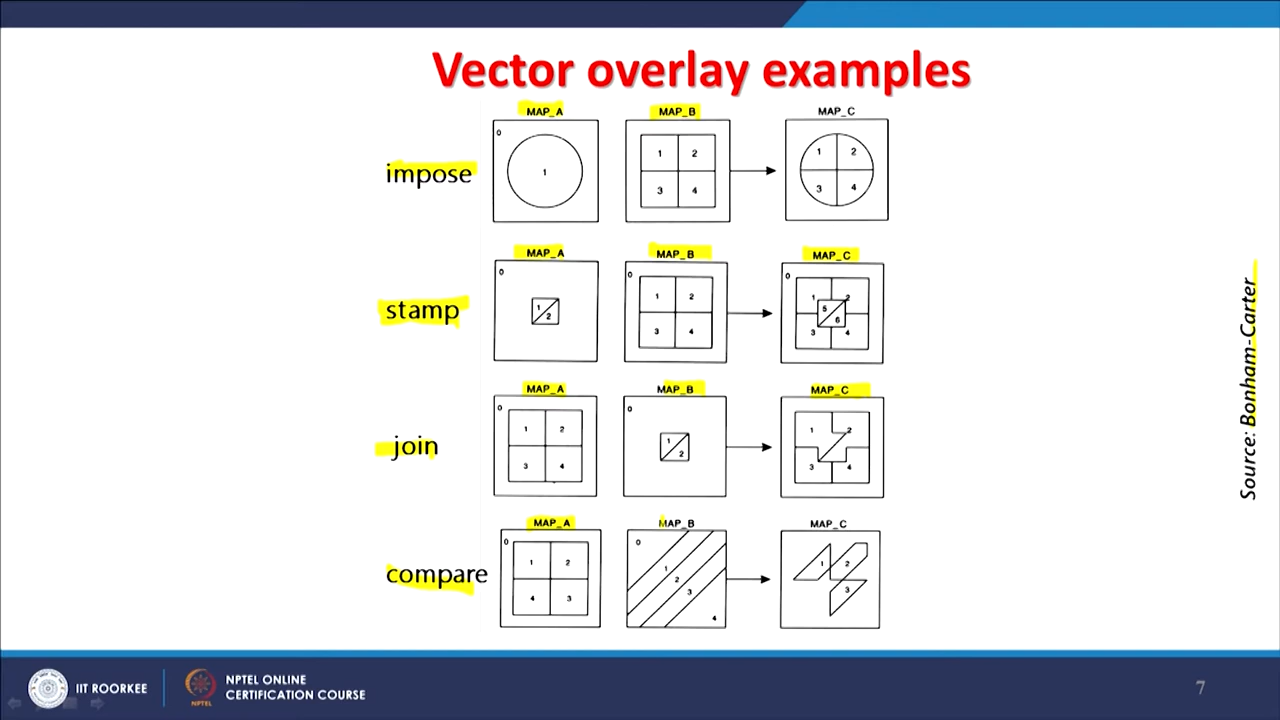 Vector overlay examples
MAP_A MAP_B MAP_C
impose
0 1 1 2 3 4 1 2 3 4
MAP_A MAP_B MAP_C
stamp
0 1 2 0 1 2 3 4 0 1 2 5 6 3 4
MAP_A MAP_B MAP_C
join
0 1 2 3 4 0 1 2 1 2 3 4
MAP_A MAP_B MAP_C
compare
0 1 2 4 3 0 1 2 3 4 1 2 3
Source: Bonham-Carter
IIT ROORKEE
NPTEL
NPTEL ONLINE
CERTIFICATION COURSE
7